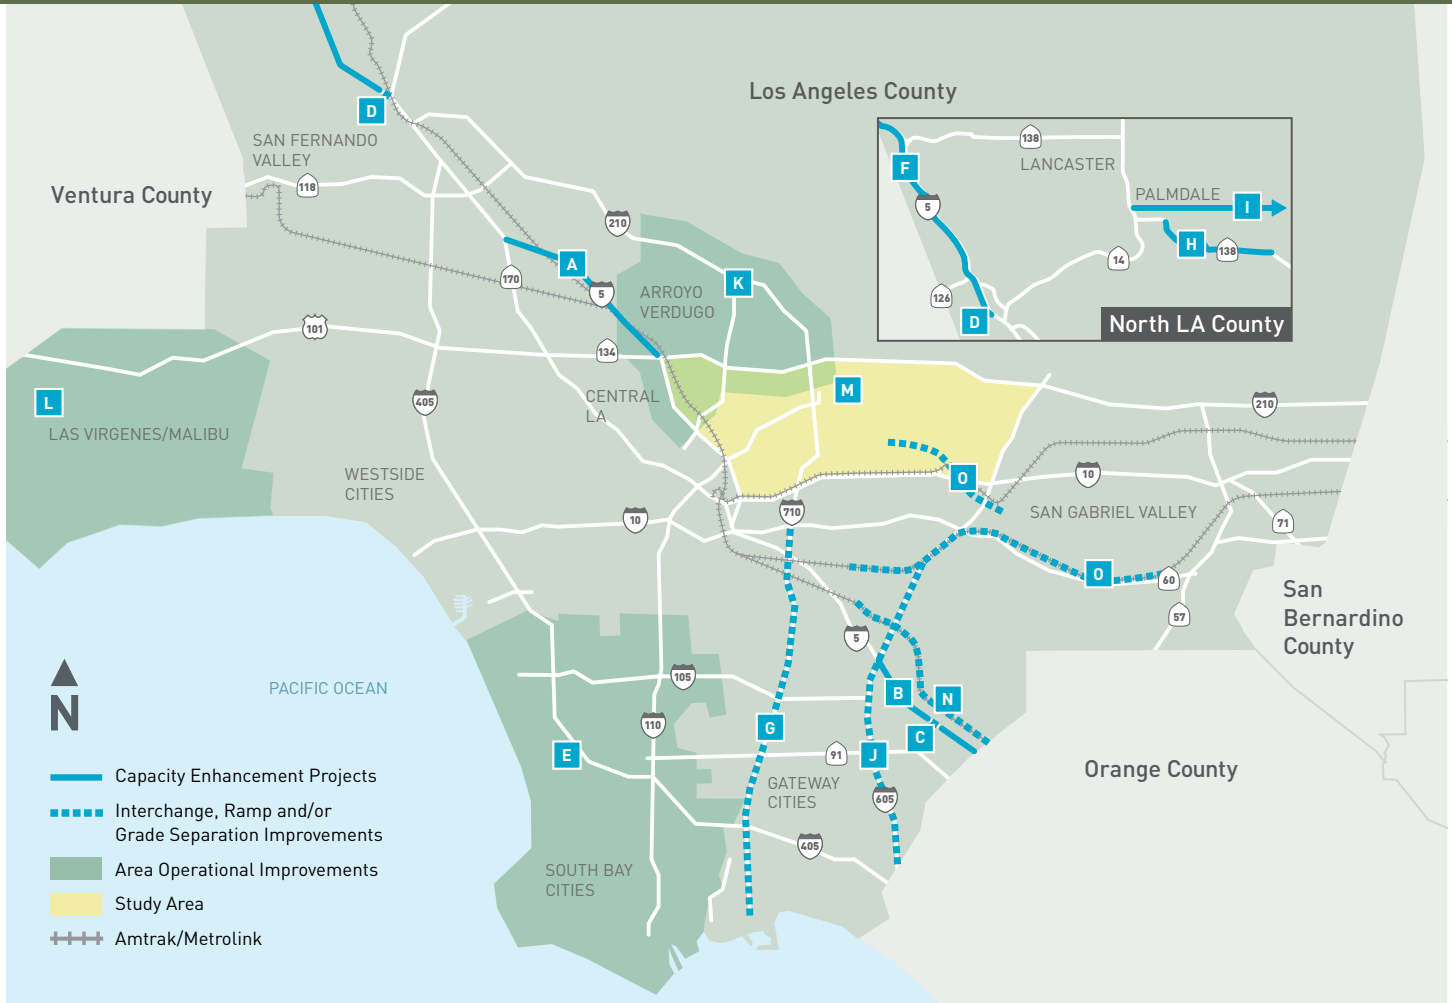 Los Angeles County
D
SAN FERNANDO
VALLEY
138
LANCASTER
F
Ventura County
118
PALMDALE
I
5
210
H
138
14
A
170
K
5
ARROYO
VERDUGO
126
D
North LA County
101
134
M
L
405
CENTRAL
LA
210
LAS VIRGENES/MALIBU
WESTSIDE
CITIES
O
10
710
SAN GABRIEL VALLEY
10
71
O
60
San
Bernardino
County
57
5
105
PACIFIC OCEAN
N
B
N
110
G
C
E
91
J
Orange County
GATEWAY
CITIES
605
405
SOUTH BAY
CITIES
Capacity Enhancement Projects
Interchange, Ramp and/or
Grade Separation Improvements
Area Operational Improvements
Study Area
Amtrak/Metrolink